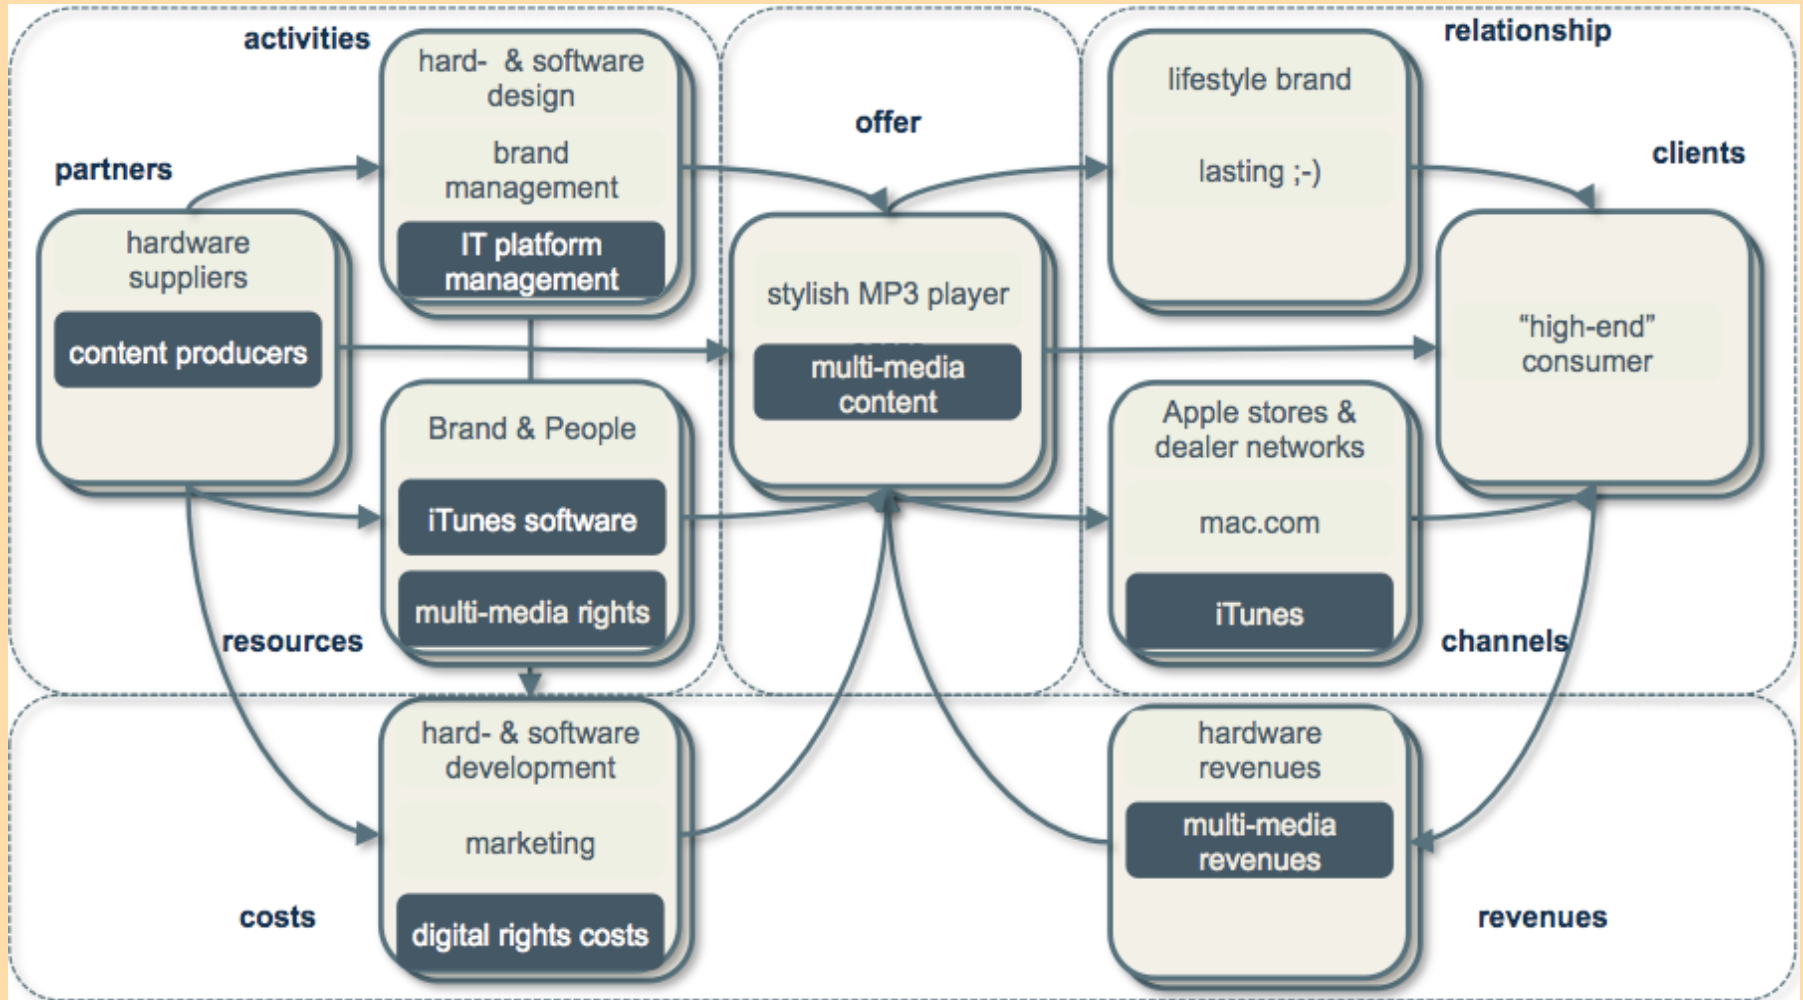 activities
hard- & software
design
brand
management
IT platform
management
partners
hardware
suppliers
content producers
Brand & People
iTunes software
multi-media rights
resources
offer
stylish MP3 player
multi-media
content
relationship
lifestyle brand
lasting ;-)
clients
“high-end”
consumer
Apple stores &
dealer networks
mac.com
iTunes
channels
hard- & software
development
marketing
digital rights costs
costs
hardware
revenues
multi-media
revenues
revenues